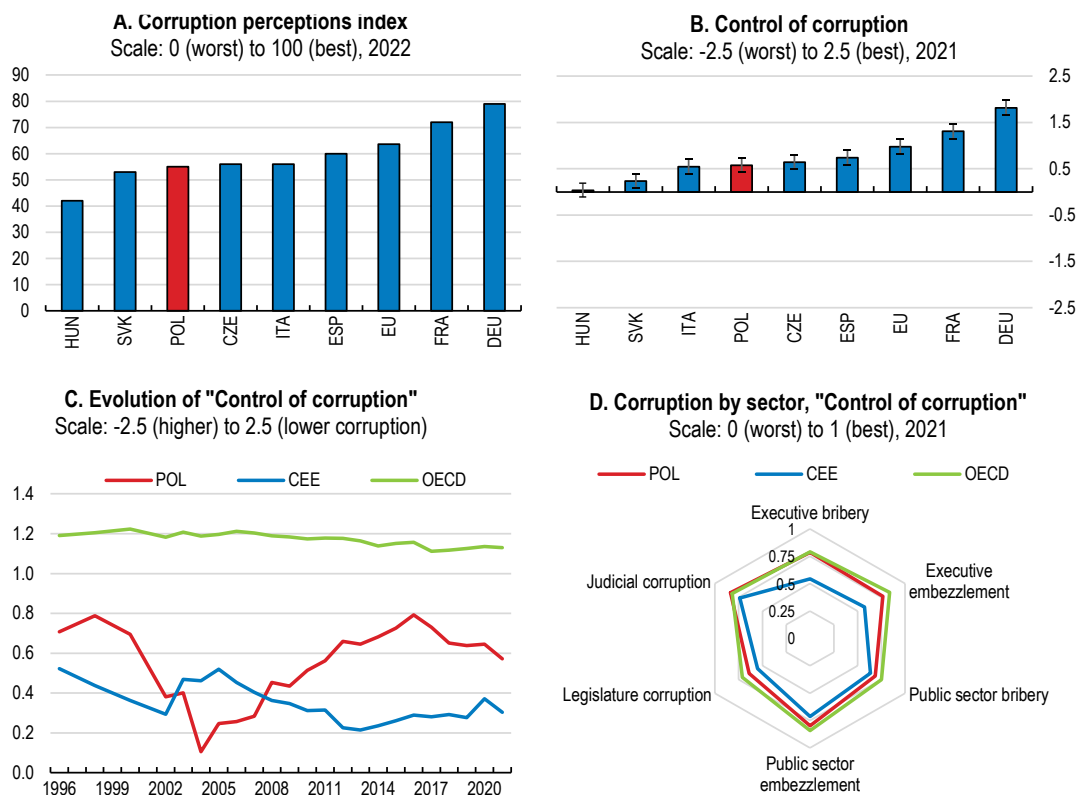 A. Corruption perceptions index
Scale: 0 (worst) to 100 (best), 2022
90
80
70
60
50
40
30
20
10
0
HUN
SVK
POL
CZE
ITA
ESP
EU
FRA
DEU
B. Control of corruption
Scale: -2.5 (worst) to 2.5 (best), 2021
2.5
1.5
0.5
-0.5
-1.5
-2.5
HUN
SVK
ITA
POL
CZE
ESP
EU
FRA
DEU
C. Evolution of "Control of corruption"
Scale: -2.5 (higher) to 2.5 (lower corruption)
POL
CEE
OECD
1.4
1.2
1.0
0.8
0.6
0.4
0.2
0.0
1996
1999
2002
2005
2008
2011
2014
2017
2020
D. Corruption by sector, "Control of corruption"
Scale: 0 (worst) to 1 (best), 2021
POL
CEE
OECD
Executive bribery
1
0.75
0.5
0.25
0
Executive
embezzlement
Public sector bribery
Public sector
embezzlement
Legislature corruption
Judicial corruption